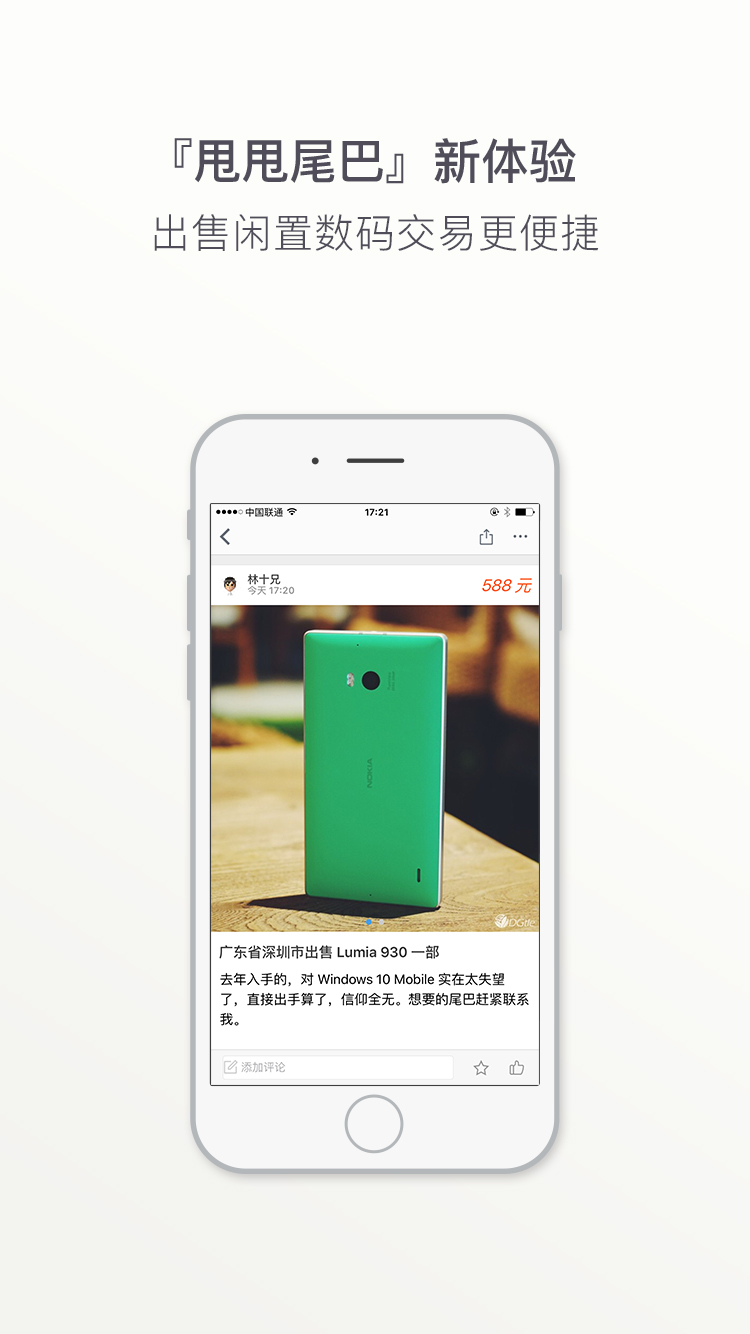 『甩甩尾巴』新体验
出售闲置数码交易更便捷
中国联通 17:21
林十兄
今天 17:20
588 元
NOKIA
DGtle
广东省深圳市出售 Lumia 930 一部
去年入手的，对 Windows 10 Mobile 实在太失望
了，直接出手算了，信仰全无。想要的尾巴赶紧联系
我。
添加评论